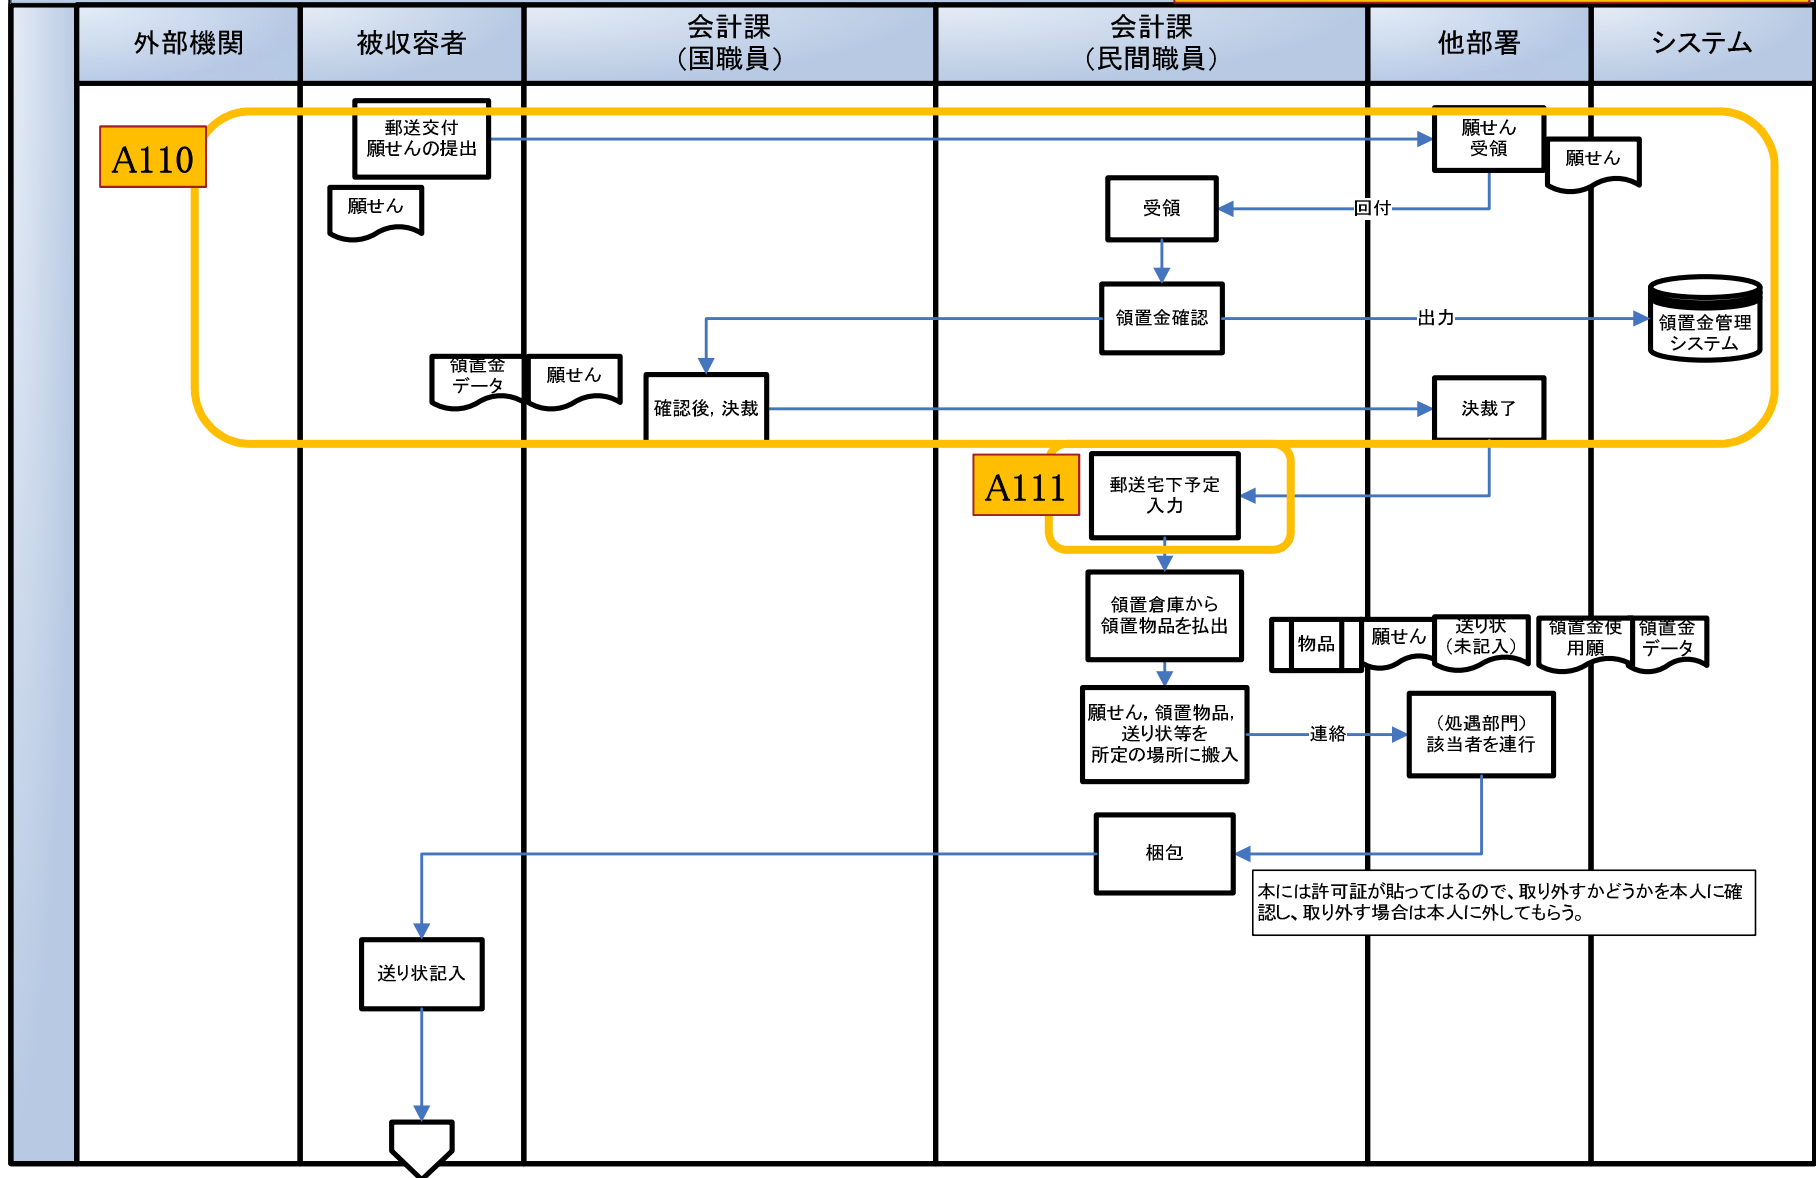 外部機関
被収容者
会計課
（国職員）
会計課
（民間職員）
他部署
システム
A110
郵送交付
願せんの提出
願せん
受領
願せん
願せん
受領
回付
領置金確認
出力
領置金管理
システム
領置金
データ
願せん
確認後，決裁
決裁了
A111
郵送宅下予定
入力
領置倉庫から
領置物品を払出
物品
願せん
送り状
（未記入）
領置金使
用願
領置金
データ
願せん，領置物品，
送り状等を
所定の場所に搬入
連絡
（処遇部門）
該当者を連行
梱包
本には許可証が貼ってはるので、取り外すかどうかを本人に確
認し、取り外す場合は本人に外してもらう。
送り状記入